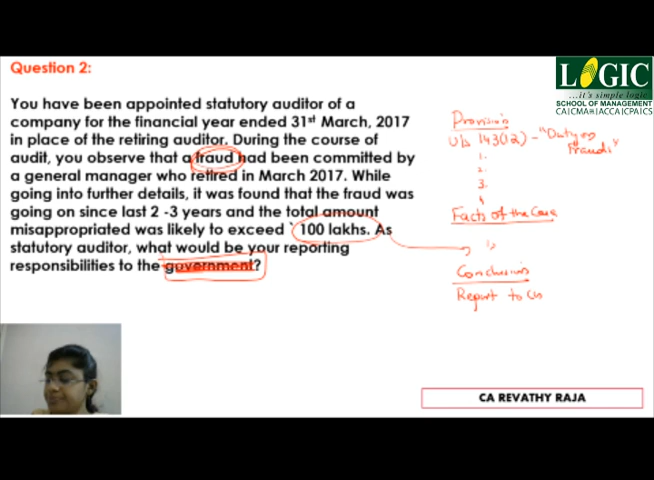 Question 2:
LOGIC
...it's simple logic
SCHOOL OF MANAGEMENT
CA|CMA|CS|ACCA|CPA|CS
You have been appointed statutory auditor of a
company for the financial year ended 31st March, 2017
in place of the retiring auditor. During the course of
audit, you observe that a fraud had been committed by
a general manager who retired in March 2017. While
going into further details, it was found that the fraud was
going on since last 2 -3 years and the total amount
misappropriated was likely to exceed ` 100 lakhs. As
statutory auditor, what would be your reporting
responsibilities to the government?
Provision
U/s 143(12) - "Duty
Fraud"
1.
2.
3.
4
Facts of the Case
Conclusion
Report to CG
CA REVATHY RAJA